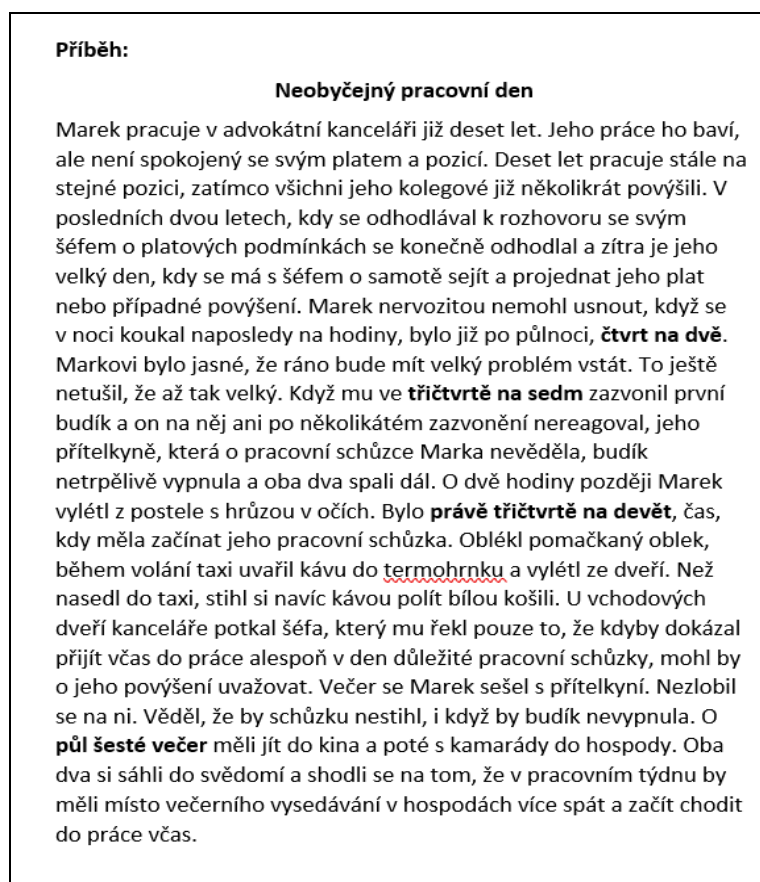 Příběh:
Neobyčejný pracovní den
Marek pracuje v advokátní kanceláři již deset let. Jeho práce ho baví,
ale není spokojený se svým platem a pozicí. Deset let pracuje stále na
stejné pozici, zatímco všichni jeho kolegové již několikrát povýšili. V
posledních dvou letech, kdy se odhodlával k rozhovoru se svým
šéfem o platových podmínkách se konečně odhodlal a zítra je jeho
velký den, kdy se má s šéfem o samotě sejít a projednat jeho plat
nebo případné povýšení. Marek nervozitou nemohl usnout, když se
v noci koukal naposledy na hodiny, bylo již po půlnoci, čtvrt na dvě.
Markovi bylo jasné, že ráno bude mít velký problém vstát. To ještě
netušil, že až tak velký. Když mu ve třičtvrtě na sedm zazvonil první
budík a on na něj ani po několikátém zazvonění nereagoval, jeho
přítelkyně, která o pracovní schůzce Marka nevěděla, budík
netrpělivě vypnula a oba dva spali dál. O dvě hodiny později Marek
vylétl z postele s hrůzou v očích. Bylo právě třičtvrtě na devět, čas,
kdy měla začínat jeho pracovní schůzka. Oblékl pomačkaný oblek,
během volání taxi uvařil kávu do termohrnku a vylétl ze dveří. Než
nasedl do taxi, stihl si navíc kávou polít bílou košili. U vchodových
dveří kanceláře potkal šéfa, který mu řekl pouze to, že kdyby dokázal
přijít včas do práce alespoň v den důležité pracovní schůzky, mohl by
o jeho povýšení uvažovat. Večer se Marek sešel s přítelkyní. Nezlobil
se na ni. Věděl, že by schůzku nestihl, i když by budík nevypnula. O
půl šesté večer měli jít do kina a poté s kamarády do hospody. Oba
dva si sáhli do svědomí a shodli se na tom, že v pracovním týdnu by
měli místo večerního vysedávání v hospodách více spát a začít chodit
do práce včas.